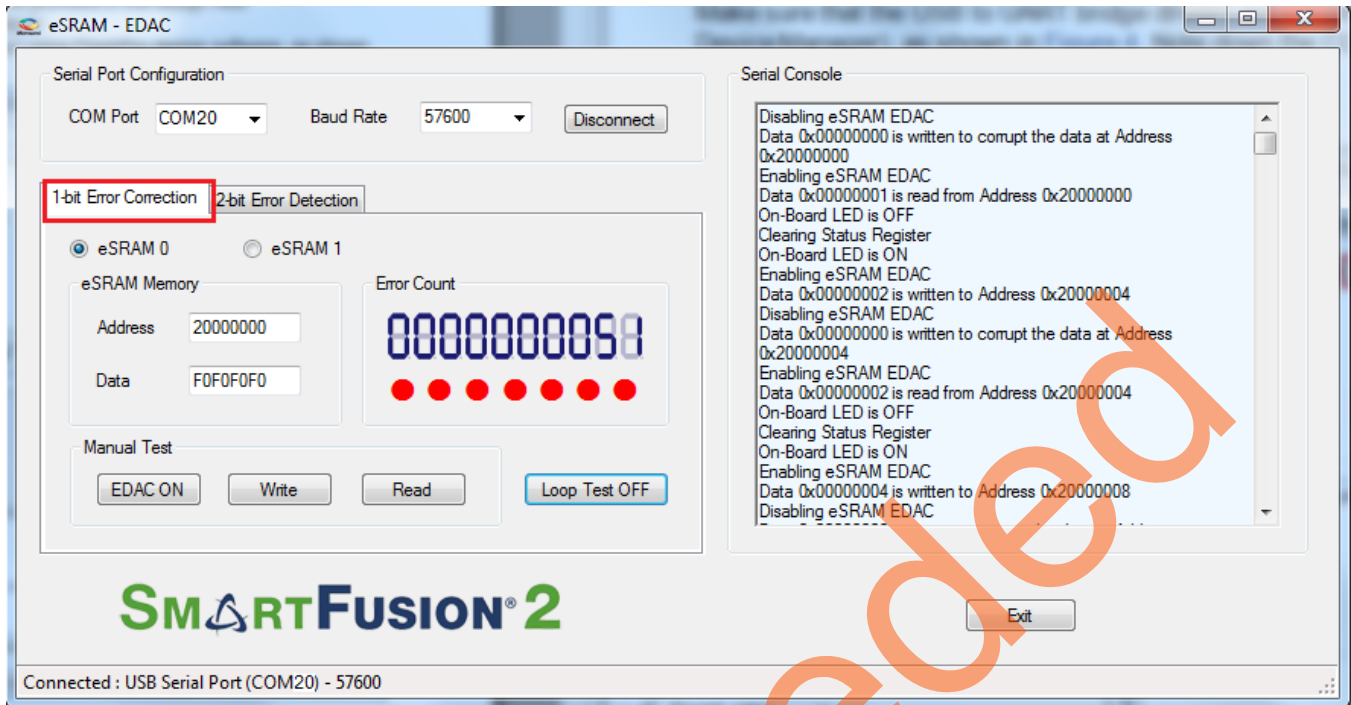 eSRAM - EDAC
Serial Port Configuration
COM Port COM20 Baud Rate 57600 Disconnect
1-bit Error Correction 2-bit Error Detection
eSRAM 0 eSRAM 1
eSRAM Memory
Address 20000000
Data F0F0F0F0
Error Count
0000000051
Manual Test
EDAC ON Write Read Loop Test OFF
Serial Console
Disabling eSRAM EDAC
Data 0x00000000 is written to corrupt the data at Address
0x20000000
Enabling eSRAM EDAC
Data 0x00000001 is read from Address 0x20000000
On-Board LED is OFF
Clearing Status Register
On-Board LED is ON
Enabling eSRAM EDAC
Data 0x00000002 is written to Address 0x20000004
Disabling eSRAM EDAC
Data 0x00000000 is written to corrupt the data at Address
0x20000004
Enabling eSRAM EDAC
Data 0x00000002 is read from Address 0x20000004
On-Board LED is OFF
Clearing Status Register
On-Board LED is ON
Enabling eSRAM EDAC
Data 0x00000004 is written to Address 0x20000008
Disabling eSRAM EDAC
SMARTFUSION® 2
Exit
Connected : USB Serial Port (COM20) - 57600
ded